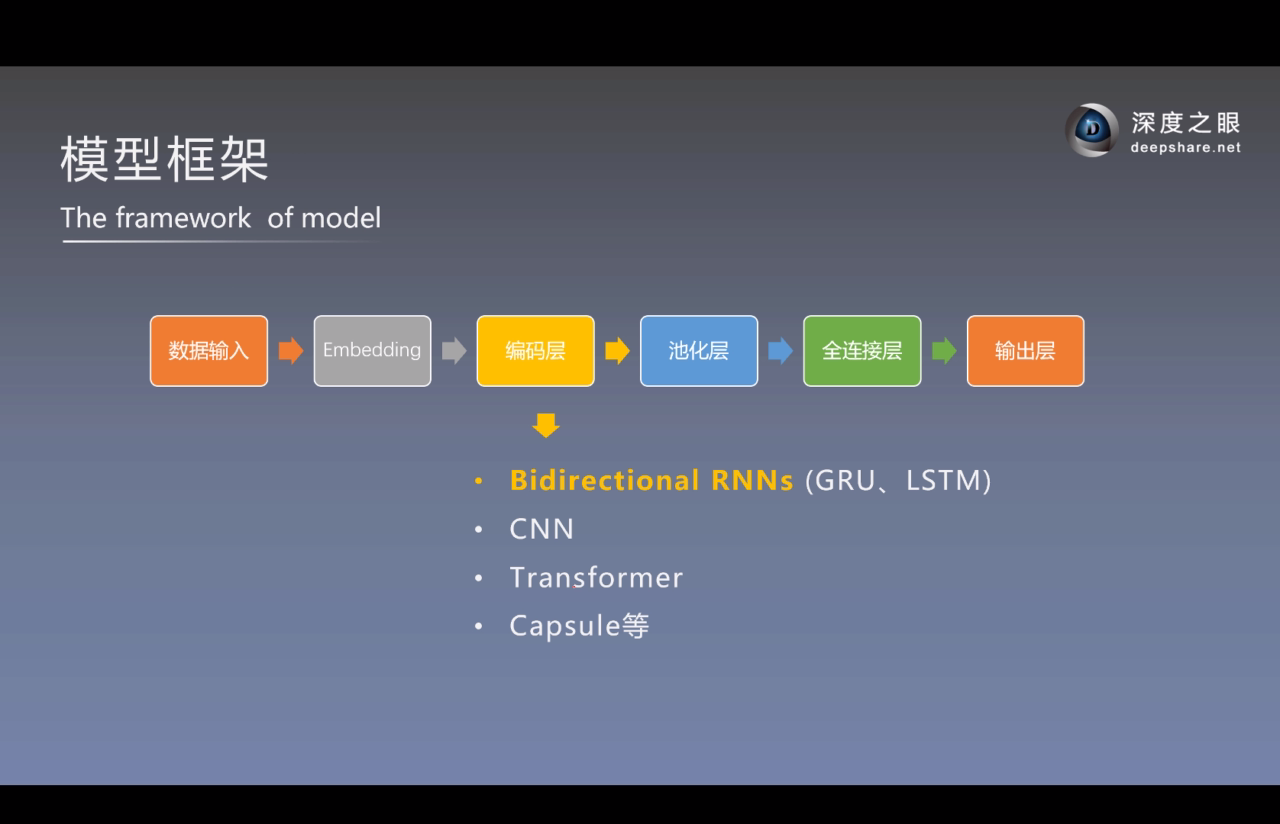 模型框架
The framework of model
深度之眼
deepshare.net
数据输入
Embedding
编码层
池化层
全连接层
输出层
• Bidirectional RNNs (GRU、LSTM)
• CNN
• Transformer
• Capsule等